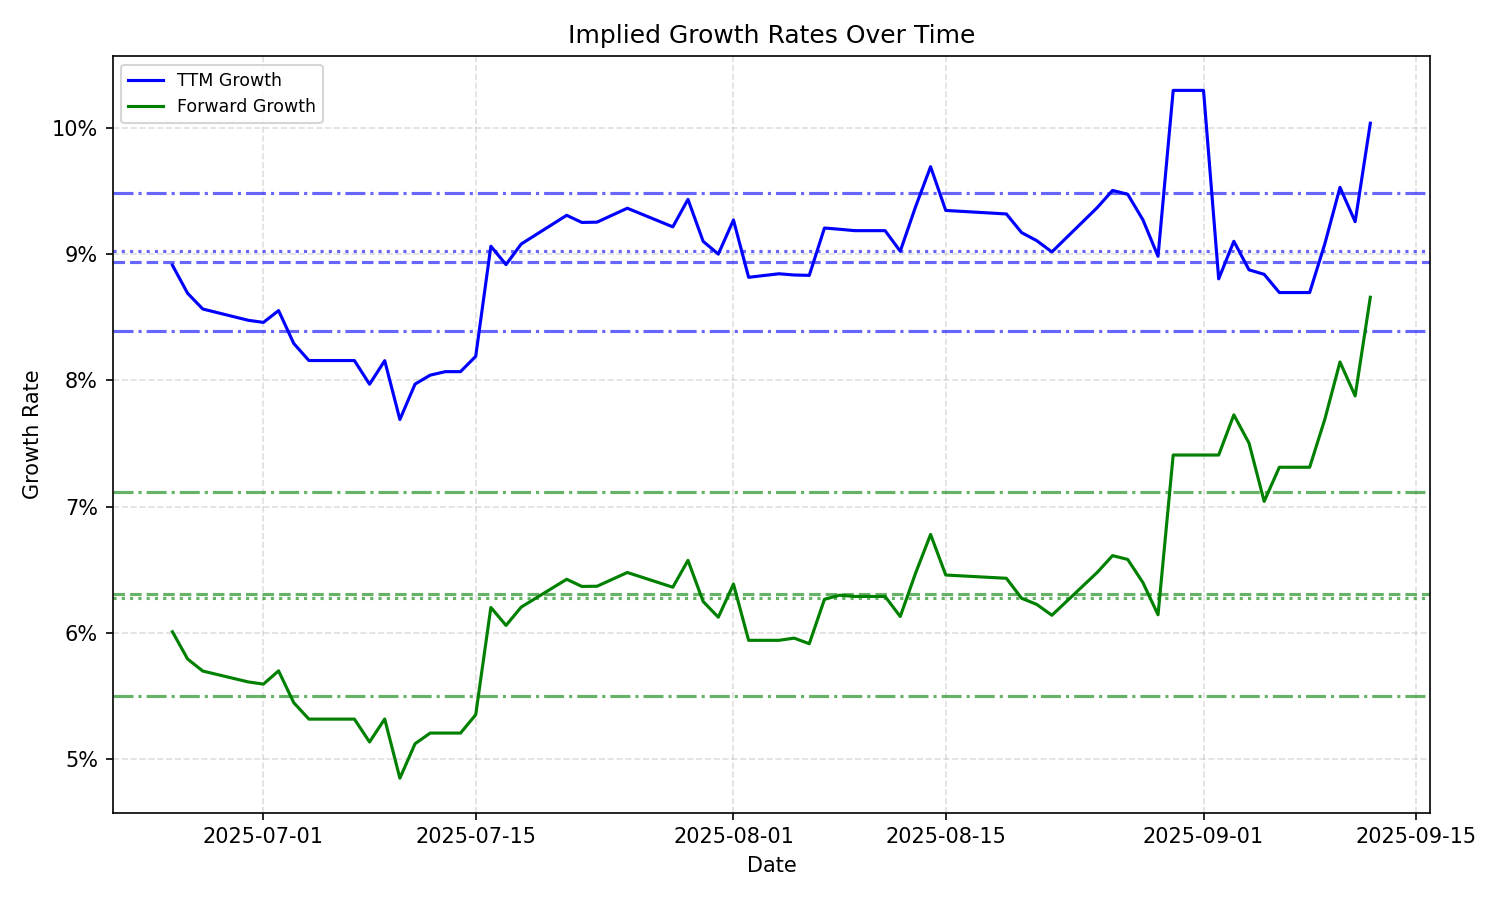 Implied Growth Rates Over Time
TTM Growth
Forward Growth
10%
9%
8%
7%
6%
5%
Growth Rate
2025-07-01
2025-07-15
2025-08-01
2025-08-15
2025-09-01
2025-09-15
Date